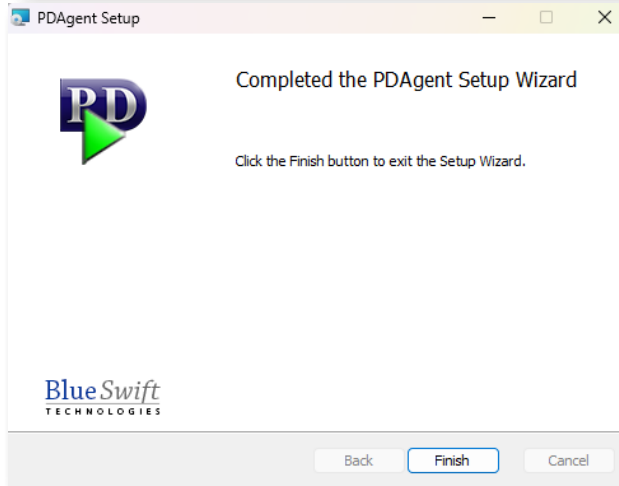 PDAgent Setup
PD
Completed the PDAgent Setup Wizard
Click the Finish button to exit the Setup Wizard.
Blue Swift
TECHNOLOGIES
Back
Finish
Cancel